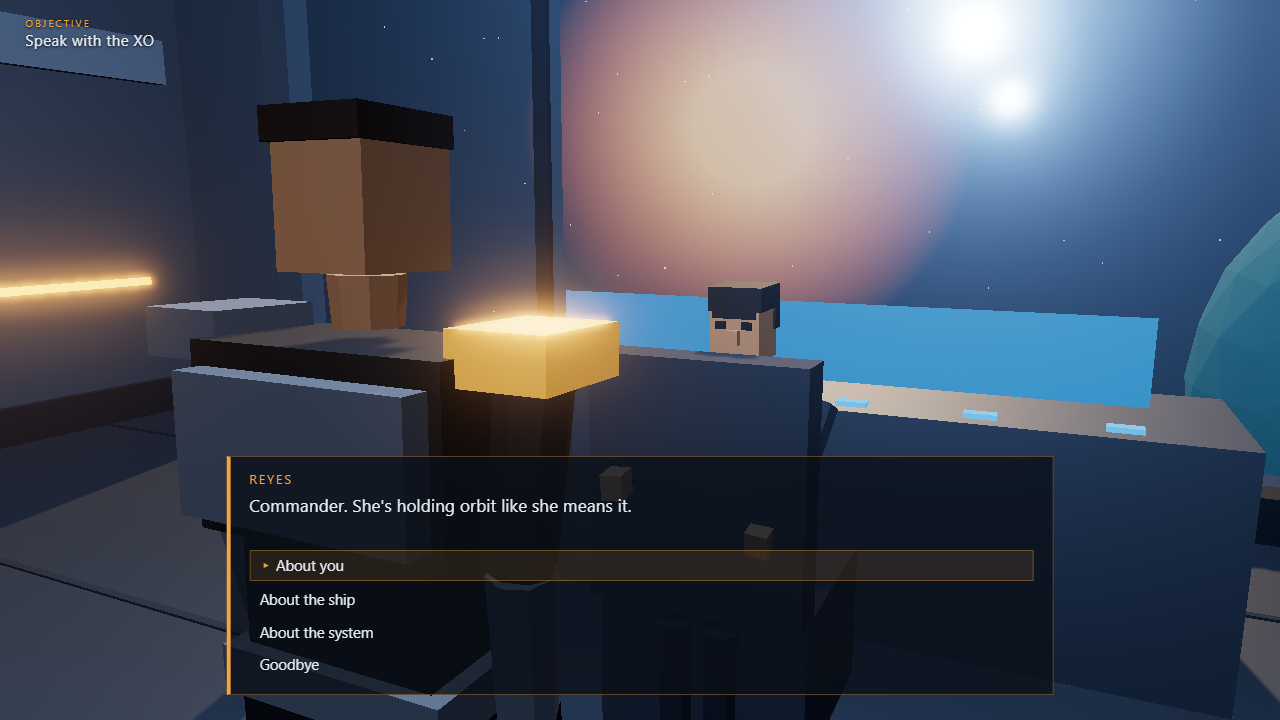 OBJECTIVE
Speak with the XO
REYES
Commander. She's holding orbit like she means it.
About you
About the ship
About the system
Goodbye